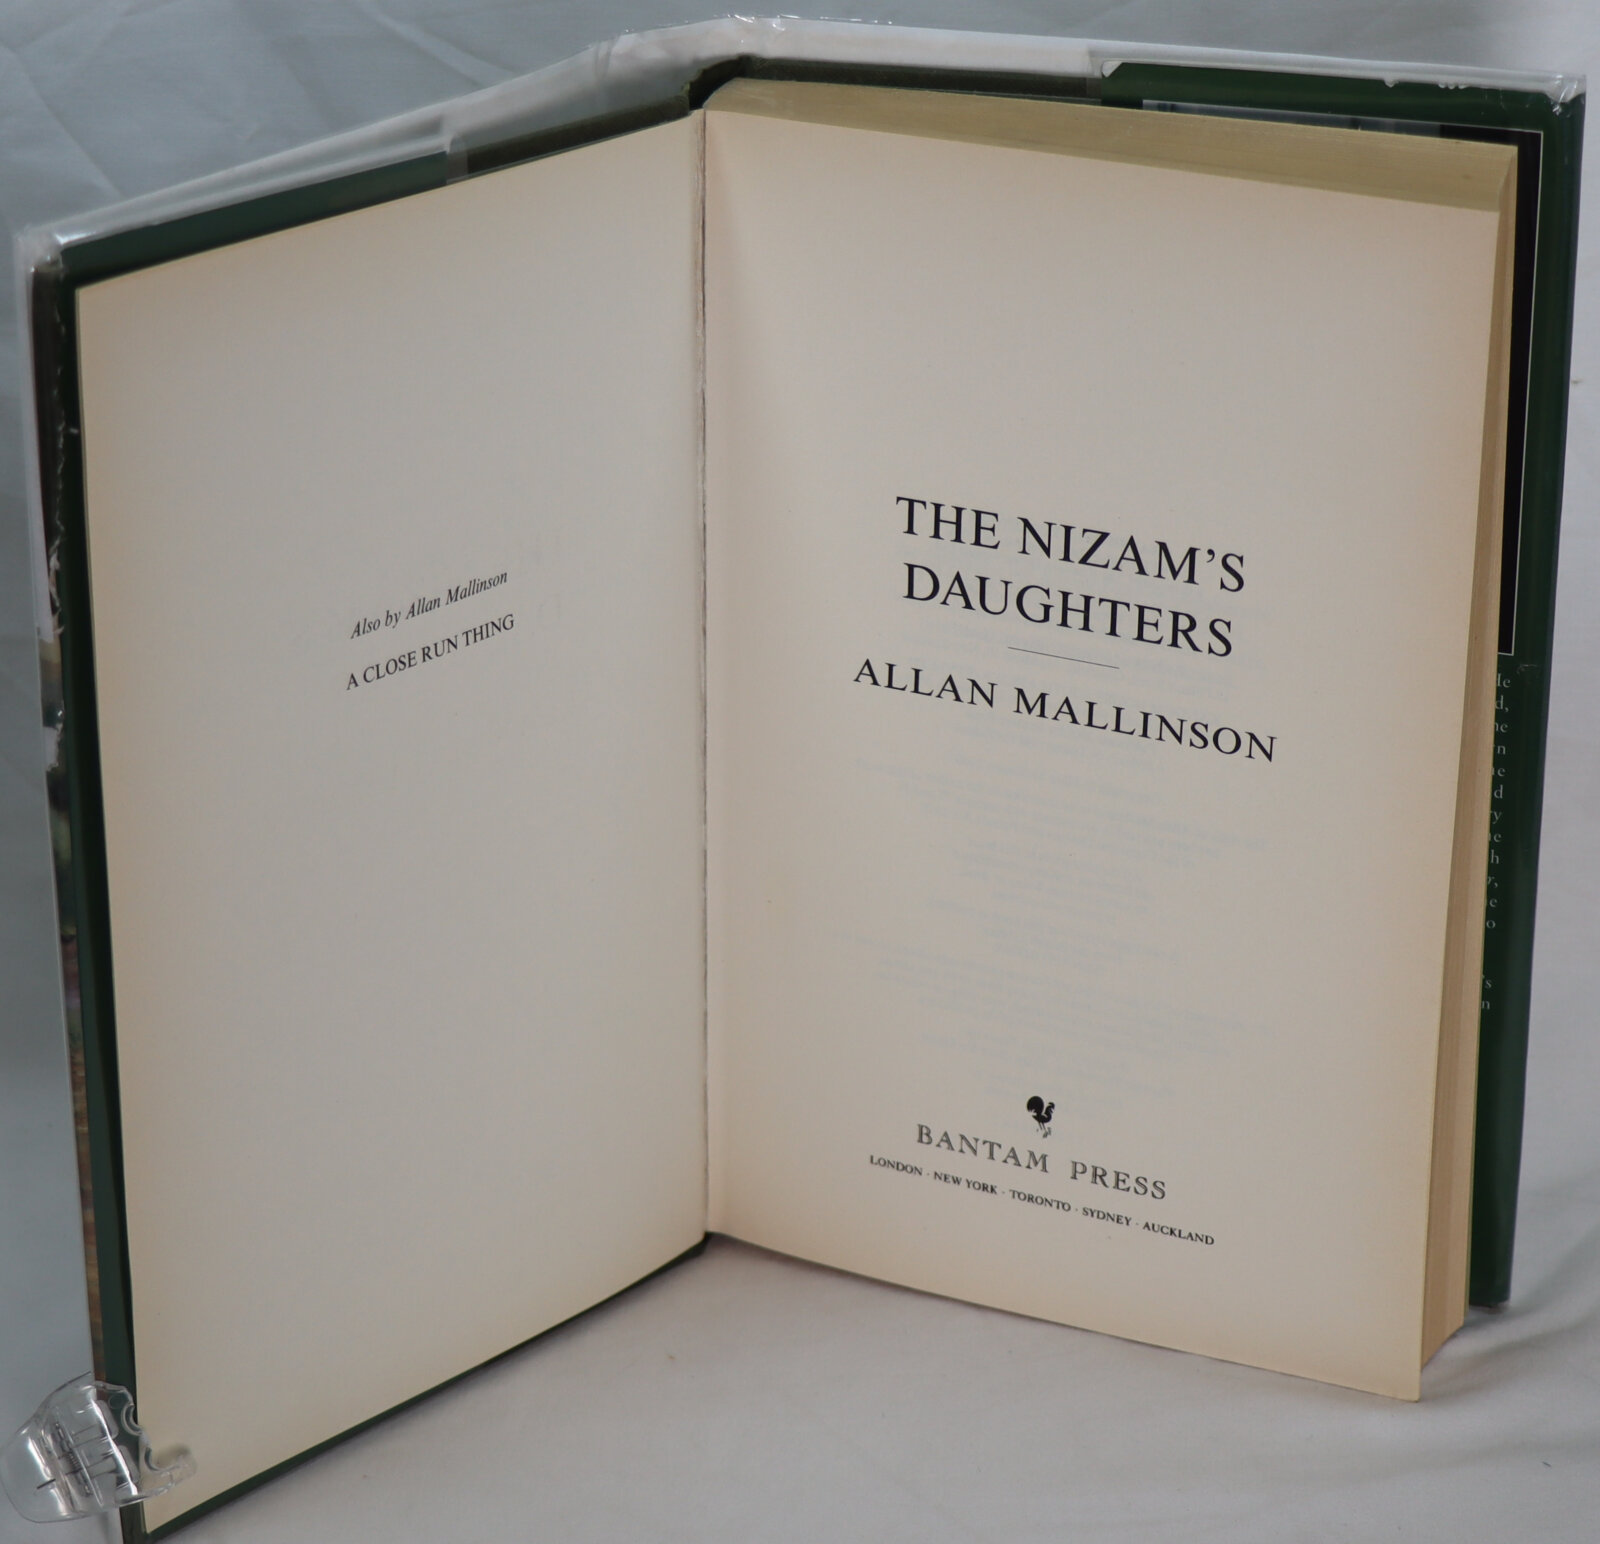 Also by Allan Mallinson
A CLOSE RUN THING
THE NIZAM’S
DAUGHTERS
ALLAN MALLINSON
BANTAM PRESS
LONDON · NEW YORK · TORONTO · SYDNEY · AUCKLAND